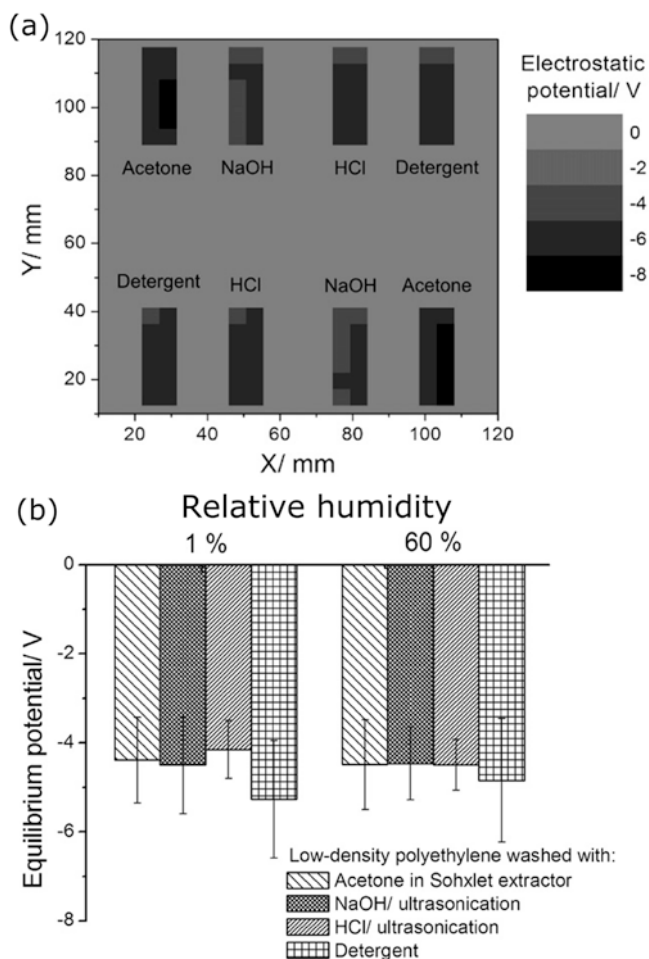 (a)
120
100
80
60
40
20
Y/ mm
Acetone NaOH HCl Detergent
Detergent HCl NaOH Acetone
20 40 60 80 100 120
X/ mm
Electrostatic
potential/ V
0
-2
-4
-6
-8
(b)
Relative humidity
1 % 60 %
0
-2
-4
-6
-8
Equilibrium potential/ V
Low-density polyethylene washed with:
Acetone in Sohxlet extractor
NaOH/ ultrasonication
HCl/ ultrasonication
Detergent